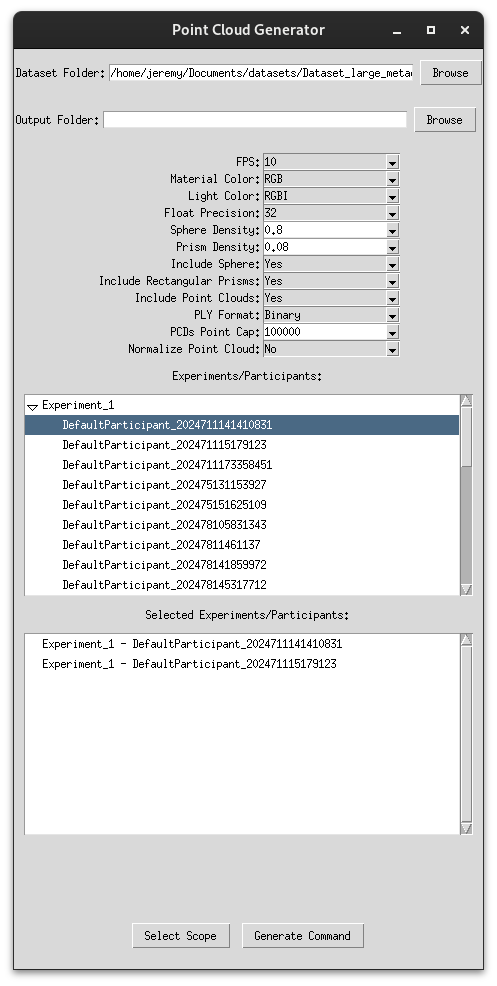 Point Cloud Generator
Dataset Folder: /home/jeremy/Documents/datasets/Dataset_large_meta Browse
Output Folder: Browse
FPS: 10
Material Color: RGB
Light Color: RGBI
Float Precision: 32
Sphere Density: 0.8
Prism Density: 0.08
Include Sphere: Yes
Include Rectangular Prisms: Yes
Include Point Clouds: Yes
PLY Format: Binary
PCDs Point Cap: 100000
Normalize Point Cloud: No
Experiments/Participants:
Experiment_1
DefaultParticipant_2024711141410831
DefaultParticipant_202471115179123
DefaultParticipant_2024711173358451
DefaultParticipant_202475131153927
DefaultParticipant_202475151625109
DefaultParticipant_202478105831343
DefaultParticipant_20247811461137
DefaultParticipant_202478141859972
DefaultParticipant_202478145317712
Selected Experiments/Participants:
Experiment_1 - DefaultParticipant_2024711141410831
Experiment_1 - DefaultParticipant_202471115179123
Select Scope Generate Command